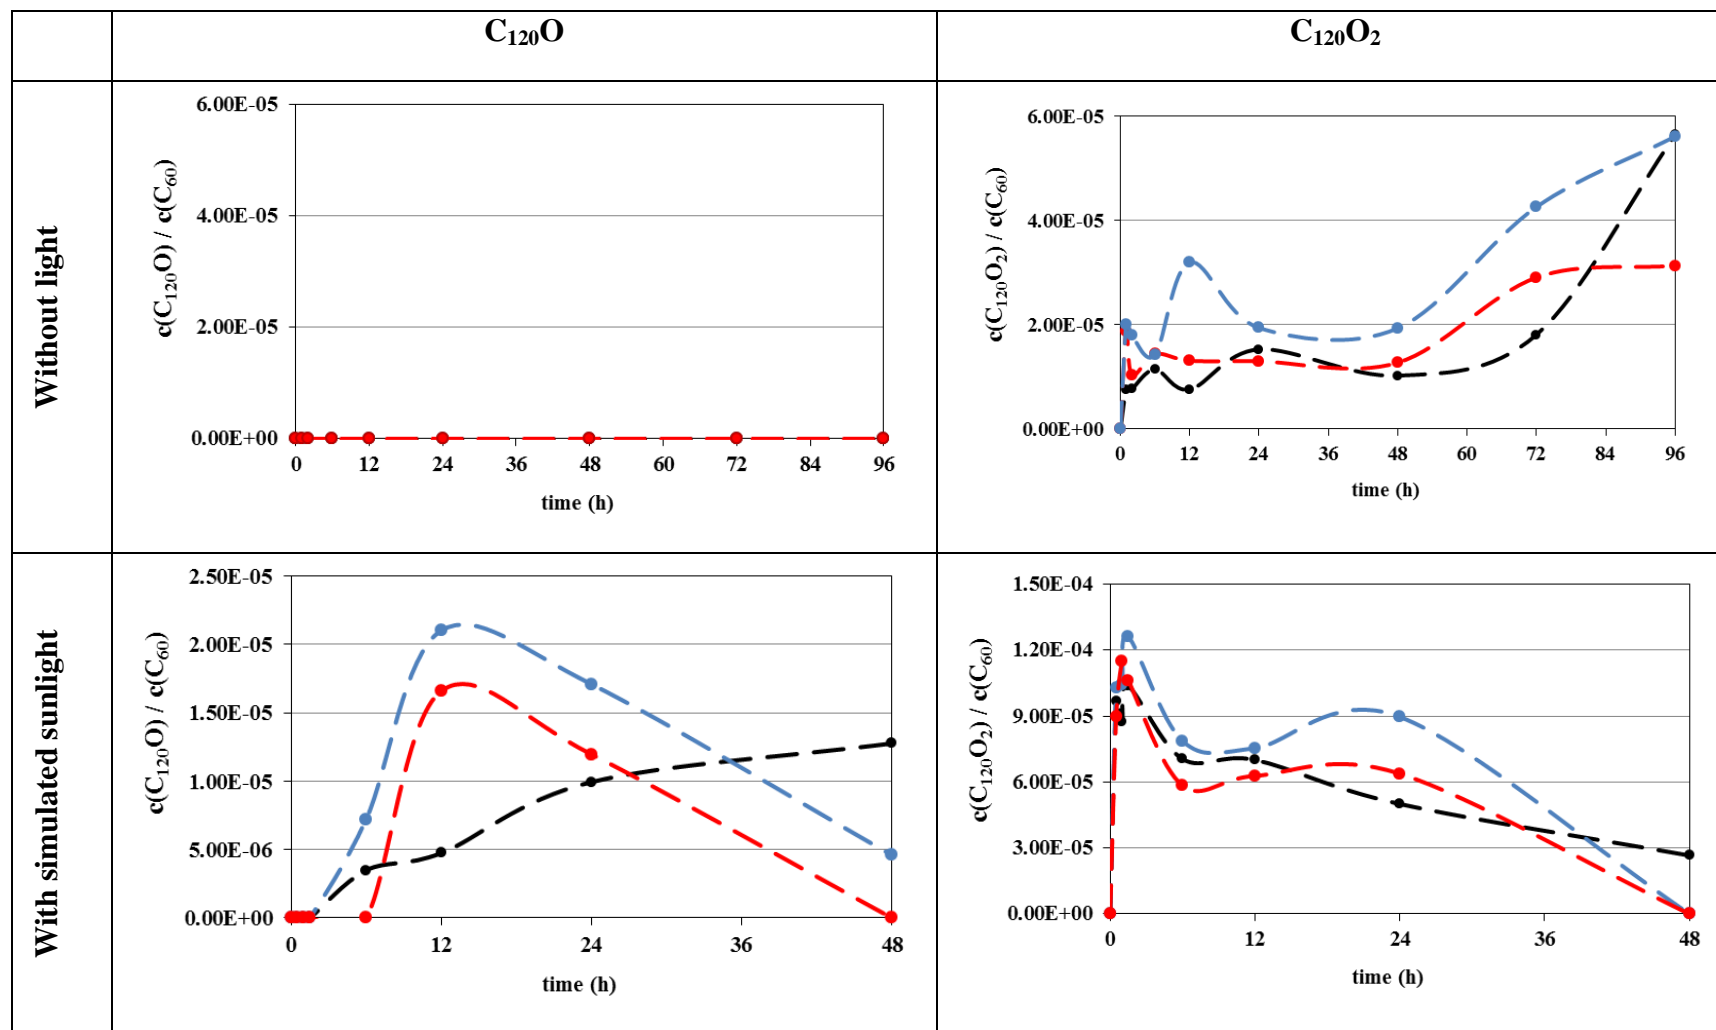 C₁₂₀O
C₁₂₀O₂
Without light
c(C₁₂₀O) / c(C₆₀)
6.00E-05
4.00E-05
2.00E-05
0.00E+00
0 12 24 36 48 60 72 84 96
time (h)
c(C₁₂₀O₂) / c(C₆₀)
6.00E-05
4.00E-05
2.00E-05
0.00E+00
0 12 24 36 48 60 72 84 96
time (h)
With simulated sunlight
c(C₁₂₀O) / c(C₆₀)
2.50E-05
2.00E-05
1.50E-05
1.00E-05
5.00E-06
0.00E+00
0 12 24 36 48
time (h)
c(C₁₂₀O₂) / c(C₆₀)
1.50E-04
1.20E-04
9.00E-05
6.00E-05
3.00E-05
0.00E+00
0 12 24 36 48
time (h)